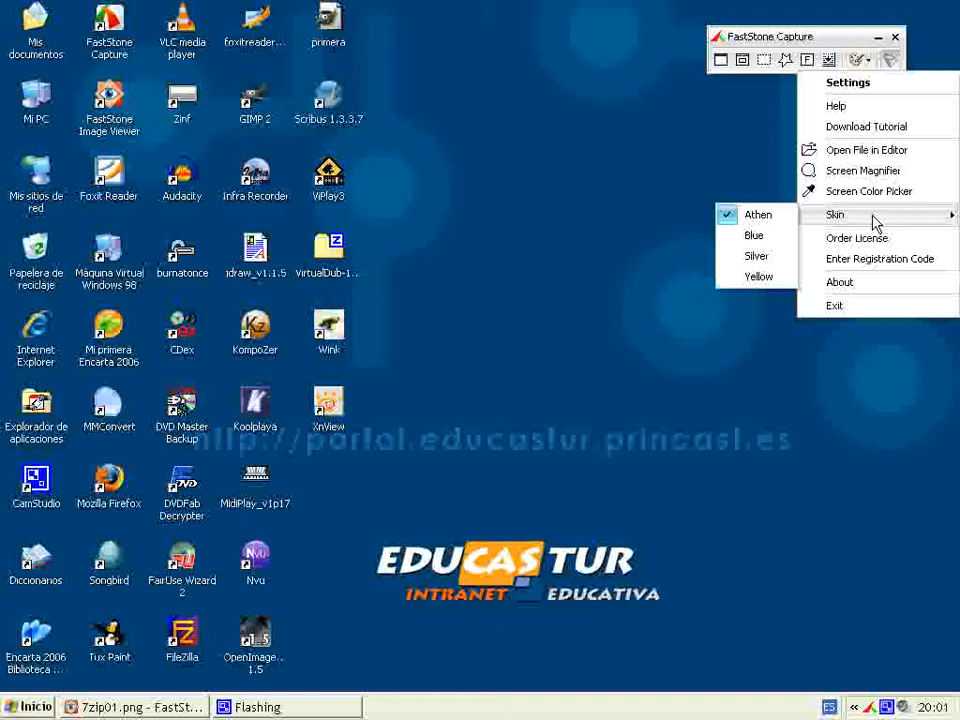 Mis
documentos
FastStone
Capture
VLC media
player
foxitreader...
primera
Mi PC
FastStone
Image Viewer
Zinf
GIMP 2
Scribus 1.3.3.7
Mis sitios de
red
Foxit Reader
Audacity
Infra Recorder
ViPlay3
Papelera de
reciclaje
Máquina Virtual
Windows 98
burnatonce
1draw_v1.1.5
VirtualDub-1...
Internet
Explorer
Mi primera
Encarta 2006
CDex
KompoZer
Wink
Explorador de
aplicaciones
MMConvert
DVD Master
Backup
Koolplaya
XnView
CamStudio
Mozilla Firefox
DVDFab
Decrypter
MidiPlay_v1p17
Diccionarios
Songbird
FairUse Wizard
2
Nvu
Encarta 2006
Biblioteca ...
Tux Paint
FileZilla
OpenImage...
1.5
FastStone Capture
Settings
Help
Download Tutorial
Open File in Editor
Screen Magnifier
Screen Color Picker
Skin
Order License
Enter Registration Code
About
Exit
Athen
Blue
Silver
Yellow
http://portal.educastur.princast.es
EDUCASTUR
INTRANET EDUCATIVA
Inicio
7zip01.png - FastSt...
Flashing
ES
«
20:01